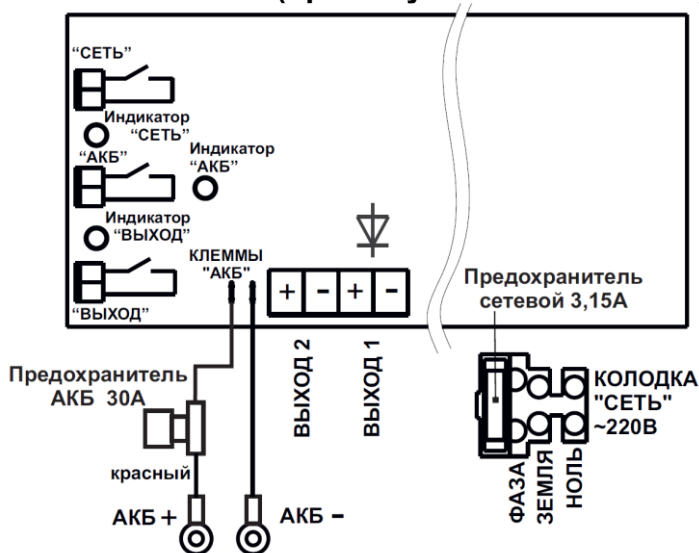 “СЕТЬ”
Индикатор
“СЕТЬ”
“АКБ”
Индикатор
“АКБ”
Индикатор
“ВЫХОД”
КЛЕММЫ
"АКБ"
“ВЫХОД”
+ - + -
ВЫХОД 2
ВЫХОД 1
Предохранитель
сетевой 3,15А
Предохранитель
АКБ 30А
красный
АКБ +
АКБ -
КОЛОДКА
"СЕТЬ"
~220В
ФАЗА
ЗЕМЛЯ
НОЛЬ